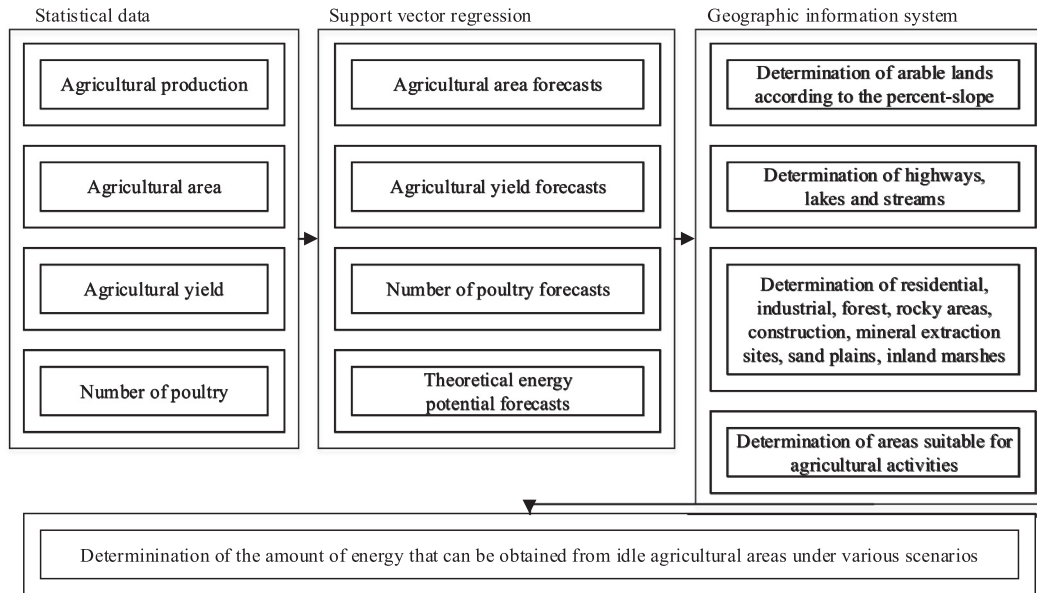 Statistical data
Agricultural production
Agricultural area
Agricultural yield
Number of poultry
Support vector regression
Agricultural area forecasts
Agricultural yield forecasts
Number of poultry forecasts
Theoretical energy
potential forecasts
Geographic information system
Determination of arable lands
according to the percent-slope
Determination of highways,
lakes and streams
Determination of residential,
industrial, forest, rocky areas,
construction, mineral extraction
sites, sand plains, inland marshes
Determination of areas suitable for
agricultural activities
Determinination of the amount of energy that can be obtained from idle agricultural areas under various scenarios